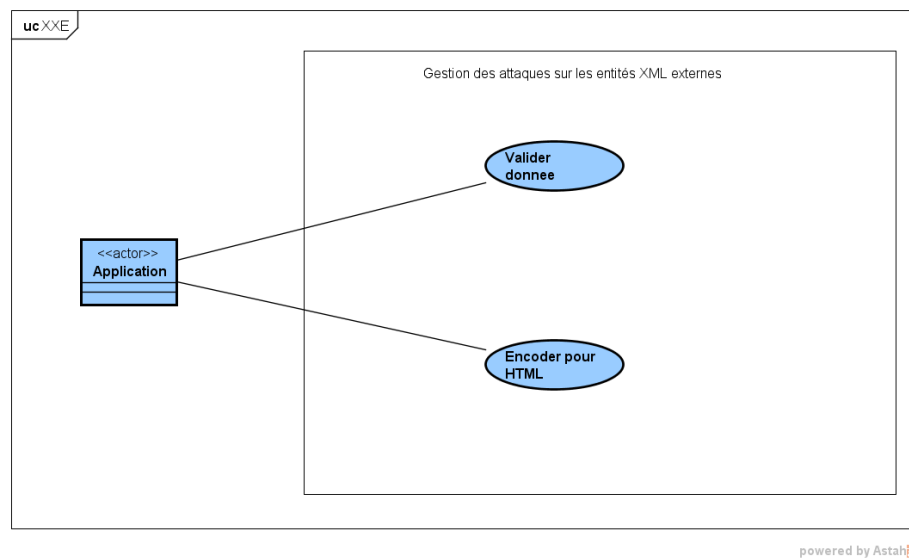 uc XXE
Gestion des attaques sur les entités XML externes
Valider
donnee
<<actor>>
Application
Encoder pour
HTML
powered by Astah